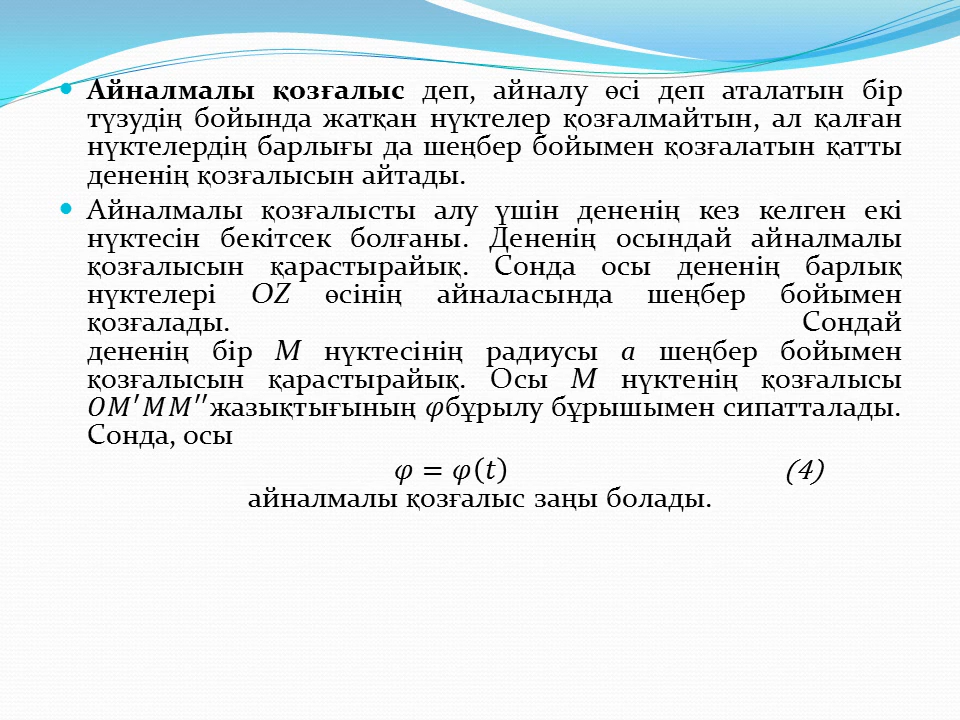 Айналмалы қозғалыс деп, айналу өсі деп аталатын бір
түзудің бойында жатқан нүктелер қозғалмайтын, ал қалған
нүктелердің барлығы да шеңбер бойымен қозғалатын қатты
дененің қозғалысын айтады.
Айналмалы қозғалысты алу үшін дененің кез келген екі
нүктесін бекітсек болғаны. Дененің осындай айналмалы
қозғалысын қарастырайық. Сонда осы дененің барлық
нүктелері OZ өсінің айналасында шеңбер бойымен
қозғалады. Сондай
дененің бір М нүктесінің радиусы а шеңбер бойымен
қозғалысын қарастырайық. Осы М нүктенің қозғалысы
𝑂𝑀′𝑀𝑀′′жазықтығының 𝜑бұрылу бұрышымен сипатталады.
Сонда, осы
𝜑 = 𝜑(𝑡) (4)
айналмалы қозғалыс заңы болады.